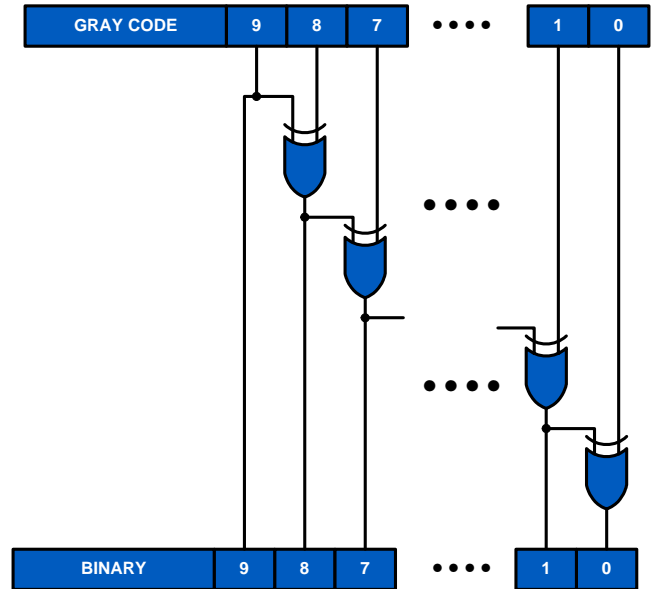 GRAY CODE 9 8 7 •••• 1 0
BINARY 9 8 7 •••• 1 0